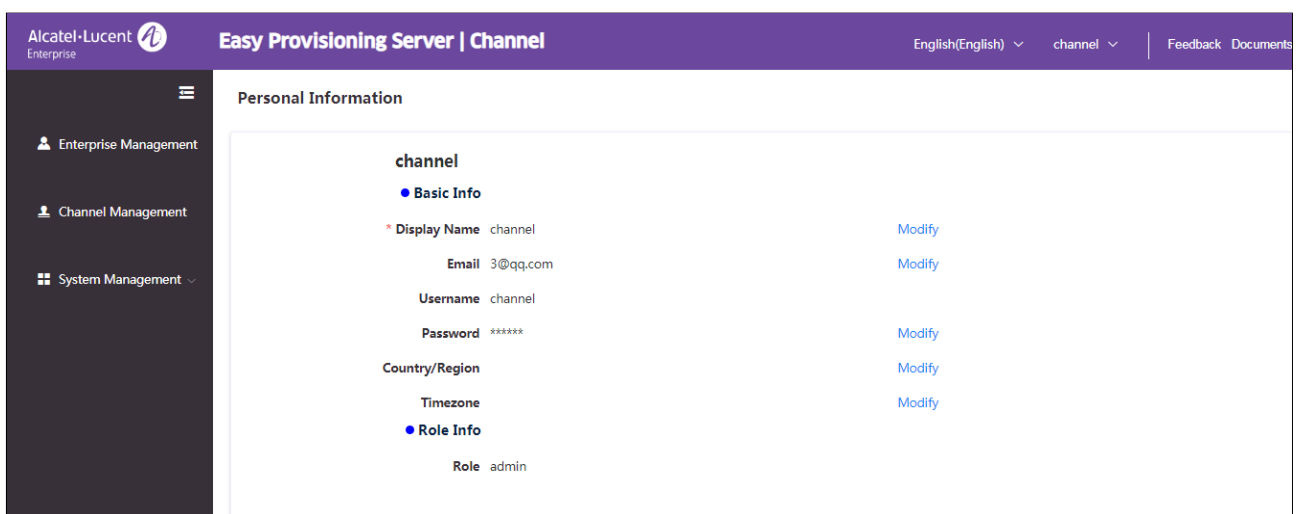 Alcatel·Lucent
Enterprise
Easy Provisioning Server | Channel
English(English) channel Feedback Documents
Personal Information
Enterprise Management
Channel Management
System Management
channel
Basic Info
* Display Name channel Modify
Email 3@qq.com Modify
Username channel
Password ****** Modify
Country/Region Modify
Timezone Modify
Role Info
Role admin